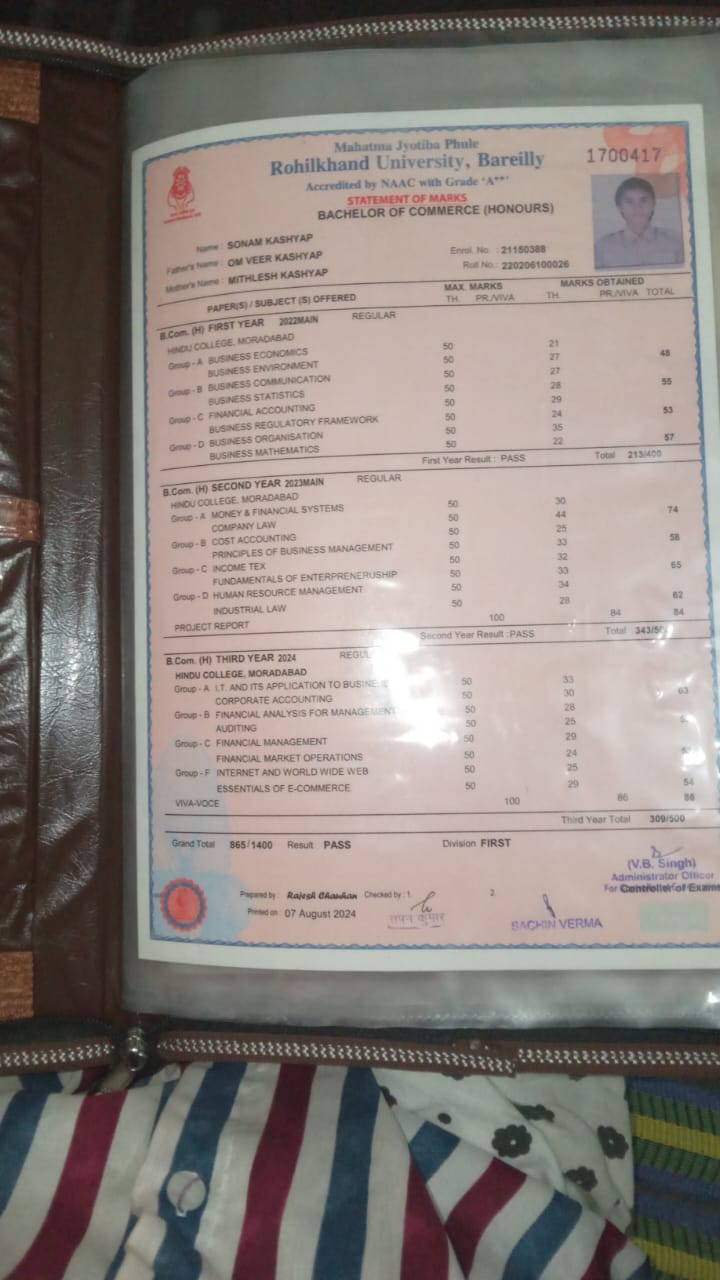 Mahatma Jyotiba Phule
Rohilkhand University, Bareilly
1700417
Accredited by NAAC with Grade 'A++'
STATEMENT OF MARKS
BACHELOR OF COMMERCE (HONOURS)
Name : SONAM KASHYAP
Father's Name : OM VEER KASHYAP
Enrol. No. : 21150388
Mother's Name : MITHLESH KASHYAP
Roll No.: 220206100026
PAPER(S) / SUBJECT (S) OFFERED MAX. MARKS MARKS OBTAINED
TH. PR./VIVA TH. PR./VIVA TOTAL
B.Com. (H) FIRST YEAR 2022MAIN REGULAR
HINDU COLLEGE, MORADABAD
Group - A BUSINESS ECONOMICS 50 21
BUSINESS ENVIRONMENT 50 27 48
Group - B BUSINESS COMMUNICATION 50 27
BUSINESS STATISTICS 50 28 55
Group - C FINANCIAL ACCOUNTING 50 29
BUSINESS REGULATORY FRAMEWORK 50 24 53
Group - D BUSINESS ORGANISATION 50 35
BUSINESS MATHEMATICS 50 22 57
First Year Result : PASS Total 213/400
B.Com. (H) SECOND YEAR 2023MAIN REGULAR
HINDU COLLEGE, MORADABAD
Group - A MONEY & FINANCIAL SYSTEMS 50 30
COMPANY LAW 50 44 74
Group - B COST ACCOUNTING 50 25
PRINCIPLES OF BUSINESS MANAGEMENT 50 33 58
Group - C INCOME TEX 50 32
FUNDAMENTALS OF ENTERPRENERUSHIP 50 33 65
Group - D HUMAN RESOURCE MANAGEMENT 50 34
INDUSTRIAL LAW 50 28 62
PROJECT REPORT 100 84 84
Second Year Result :PASS Total 343/50
B.Com. (H) THIRD YEAR 2024
HINDU COLLEGE, MORADABAD
Group - A I.T. AND ITS APPLICATION TO BUSINE 50 33
CORPORATE ACCOUNTING 50 30 63
Group - B FINANCIAL ANALYSIS FOR MANAGEMENT 50 28
AUDITING 50 25
Group - C FINANCIAL MANAGEMENT 50 29
FINANCIAL MARKET OPERATIONS 50 24
Group - F INTERNET AND WORLD WIDE WEB 50 25
ESSENTIALS OF E-COMMERCE 50 29 54
VIVA-VOCE 100 86 86
Third Year Total 309/500
Grand Total 865/1400 Result PASS Division FIRST
(V.B. Singh)
Administrator Officer
Prepared by : Rajesh Chauhan Checked by : 1. 2.
For Controller of Exam
Printed on : 07 August 2024
तपन कुमार
SACHIN VERMA